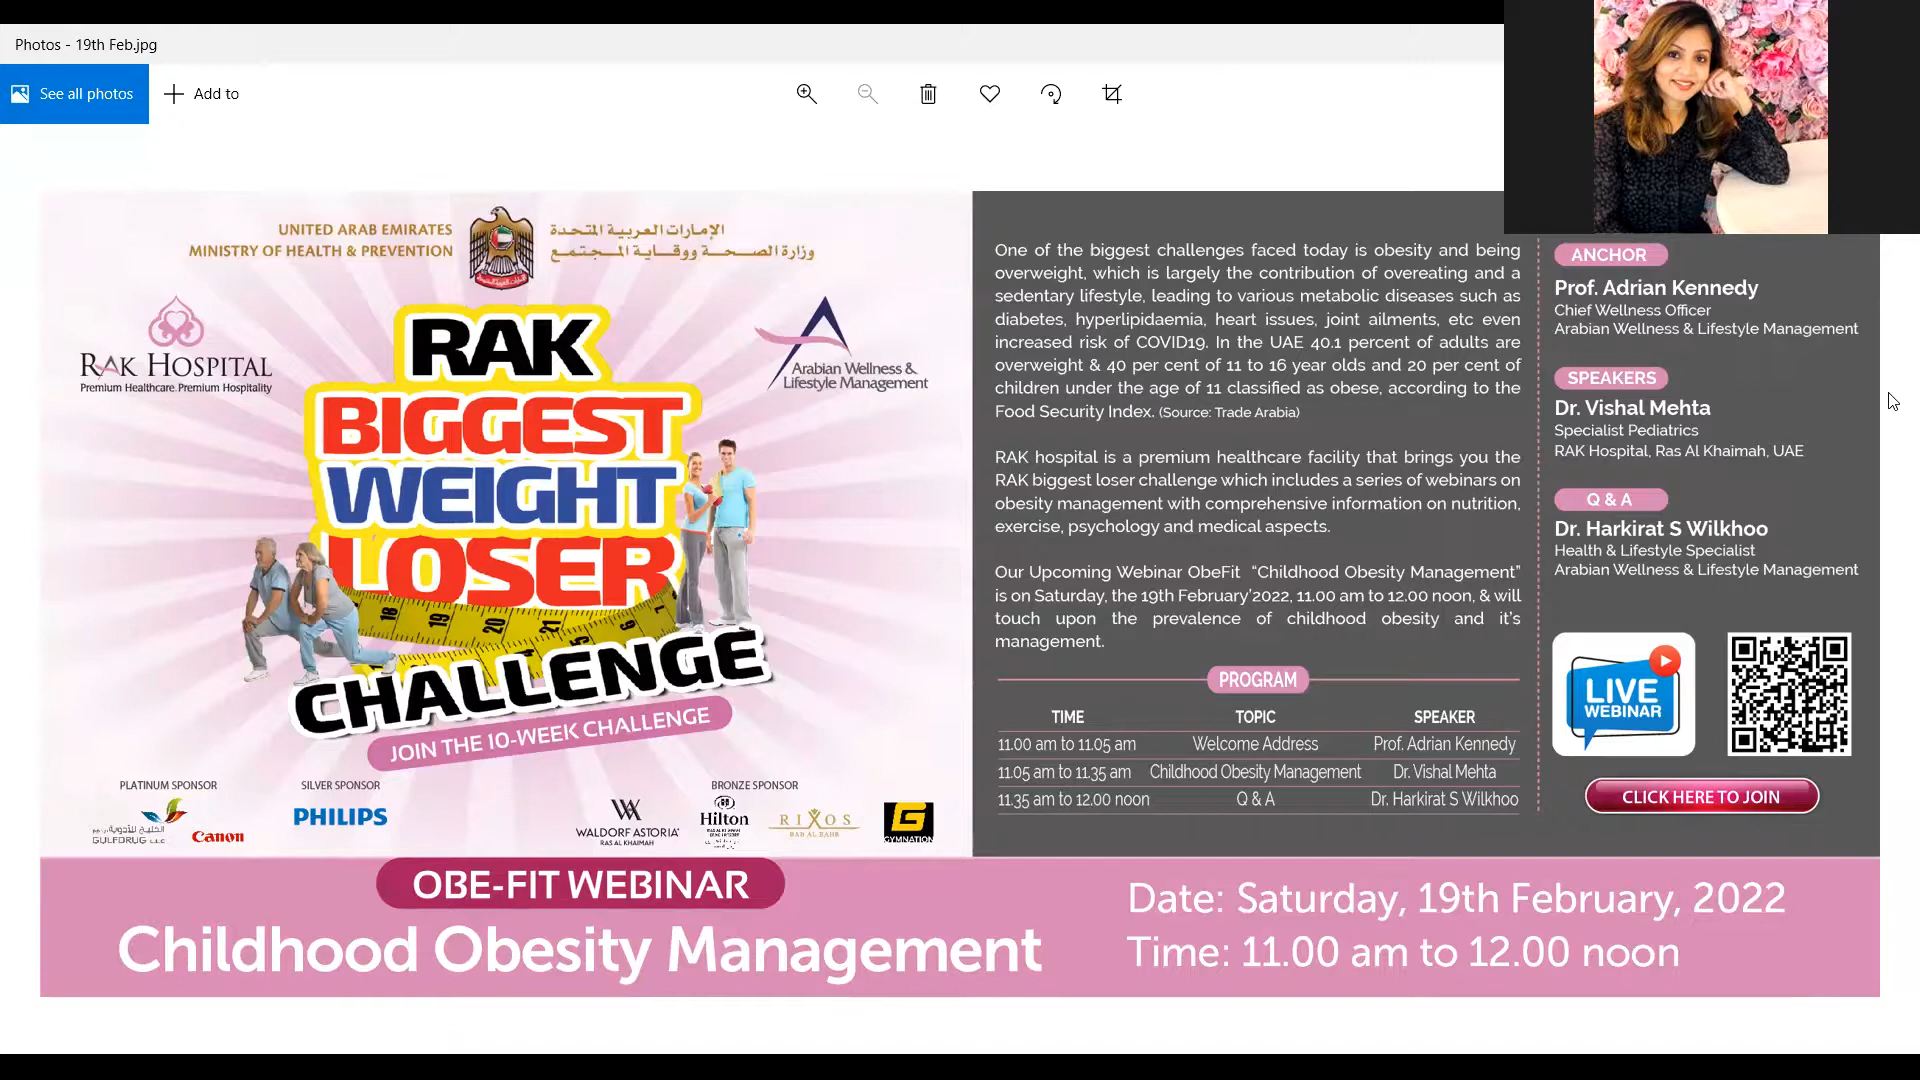 Photos - 19th Feb.jpg
See all photos
Add to
UNITED ARAB EMIRATES
MINISTRY OF HEALTH & PREVENTION
الإمارات العربية المتحدة
وزارة الصحة ووقاية المجتمع
RAK HOSPITAL
Premium Healthcare. Premium Hospitality
Arabian Wellness &
Lifestyle Management
RAK
BIGGEST
WEIGHT
LOSER
18 19 20 21
CHALLENGE
JOIN THE 10-WEEK CHALLENGE
PLATINUM SPONSOR
GULFDRUG LLC
Canon
SILVER SPONSOR
PHILIPS
BRONZE SPONSOR
WALDORF ASTORIA
RAS AL KHAIMAH
Hilton
RIXOS
BAB AL BAHR
GYMNATION
One of the biggest challenges faced today is obesity and being
overweight, which is largely the contribution of overeating and a
sedentary lifestyle, leading to various metabolic diseases such as
diabetes, hyperlipidaemia, heart issues, joint ailments, etc even
increased risk of COVID19. In the UAE 40.1 percent of adults are
overweight & 40 per cent of 11 to 16 year olds and 20 per cent of
children under the age of 11 classified as obese, according to the
Food Security Index. (Source: Trade Arabia)
RAK hospital is a premium healthcare facility that brings you the
RAK biggest loser challenge which includes a series of webinars on
obesity management with comprehensive information on nutrition,
exercise, psychology and medical aspects.
Our Upcoming Webinar ObeFit “Childhood Obesity Management”
is on Saturday, the 19th February'2022, 11.00 am to 12.00 noon, & will
touch upon the prevalence of childhood obesity and it's
management.
PROGRAM
TIME TOPIC SPEAKER
11.00 am to 11.05 am Welcome Address Prof. Adrian Kennedy
11.05 am to 11.35 am Childhood Obesity Management Dr. Vishal Mehta
11.35 am to 12.00 noon Q & A Dr. Harkirat S Wilkhoo
ANCHOR
Prof. Adrian Kennedy
Chief Wellness Officer
Arabian Wellness & Lifestyle Management
SPEAKERS
Dr. Vishal Mehta
Specialist Pediatrics
RAK Hospital, Ras Al Khaimah, UAE
Q & A
Dr. Harkirat S Wilkhoo
Health & Lifestyle Specialist
Arabian Wellness & Lifestyle Management
LIVE
WEBINAR
CLICK HERE TO JOIN
OBE-FIT WEBINAR
Childhood Obesity Management
Date: Saturday, 19th February, 2022
Time: 11.00 am to 12.00 noon